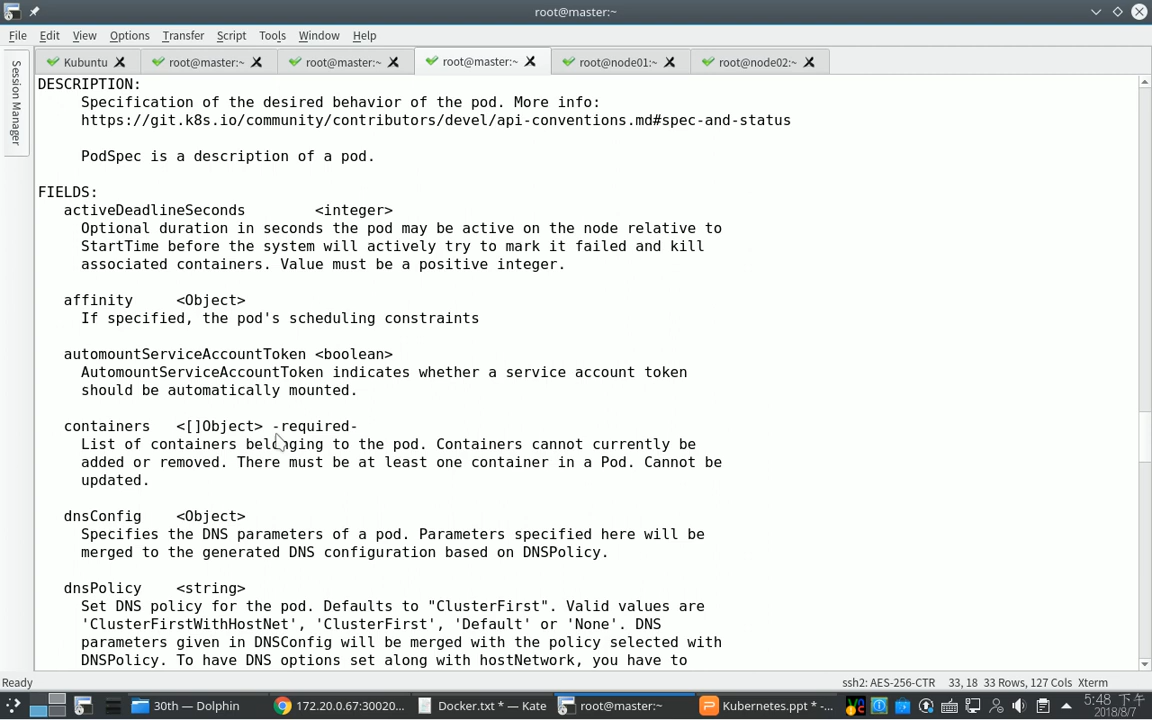 root@master:~
File Edit View Options Transfer Script Tools Window Help
Session Manager
Kubuntu root@master:~ root@master:~ root@master:~ root@node01:~ root@node02:~
DESCRIPTION:
Specification of the desired behavior of the pod. More info:
https://git.k8s.io/community/contributors/devel/api-conventions.md#spec-and-status
PodSpec is a description of a pod.
FIELDS:
activeDeadlineSeconds <integer>
Optional duration in seconds the pod may be active on the node relative to
StartTime before the system will actively try to mark it failed and kill
associated containers. Value must be a positive integer.
affinity <Object>
If specified, the pod's scheduling constraints
automountServiceAccountToken <boolean>
AutomountServiceAccountToken indicates whether a service account token
should be automatically mounted.
containers <[]Object> -required-
List of containers belonging to the pod. Containers cannot currently be
added or removed. There must be at least one container in a Pod. Cannot be
updated.
dnsConfig <Object>
Specifies the DNS parameters of a pod. Parameters specified here will be
merged to the generated DNS configuration based on DNSPolicy.
dnsPolicy <string>
Set DNS policy for the pod. Defaults to "ClusterFirst". Valid values are
'ClusterFirstWithHostNet', 'ClusterFirst', 'Default' or 'None'. DNS
parameters given in DNSConfig will be merged with the policy selected with
DNSPolicy. To have DNS options set along with hostNetwork, you have to
Ready ssh2: AES-256-CTR 33, 18 33 Rows, 127 Cols Xterm
30th — Dolphin 172.20.0.67:30020... Docker.txt * — Kate root@master:~ Kubernetes.ppt * -... 5:48 下午
2018/8/7